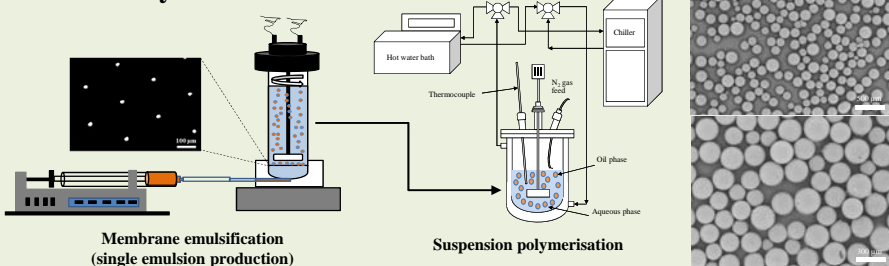 Hot water bath
Chiller
Thermocouple
N₂ gas
feed
100 µm
Oil phase
Aqueous phase
Membrane emulsification
(single emulsion production)
Suspension polymerisation
500 µm
300 µm